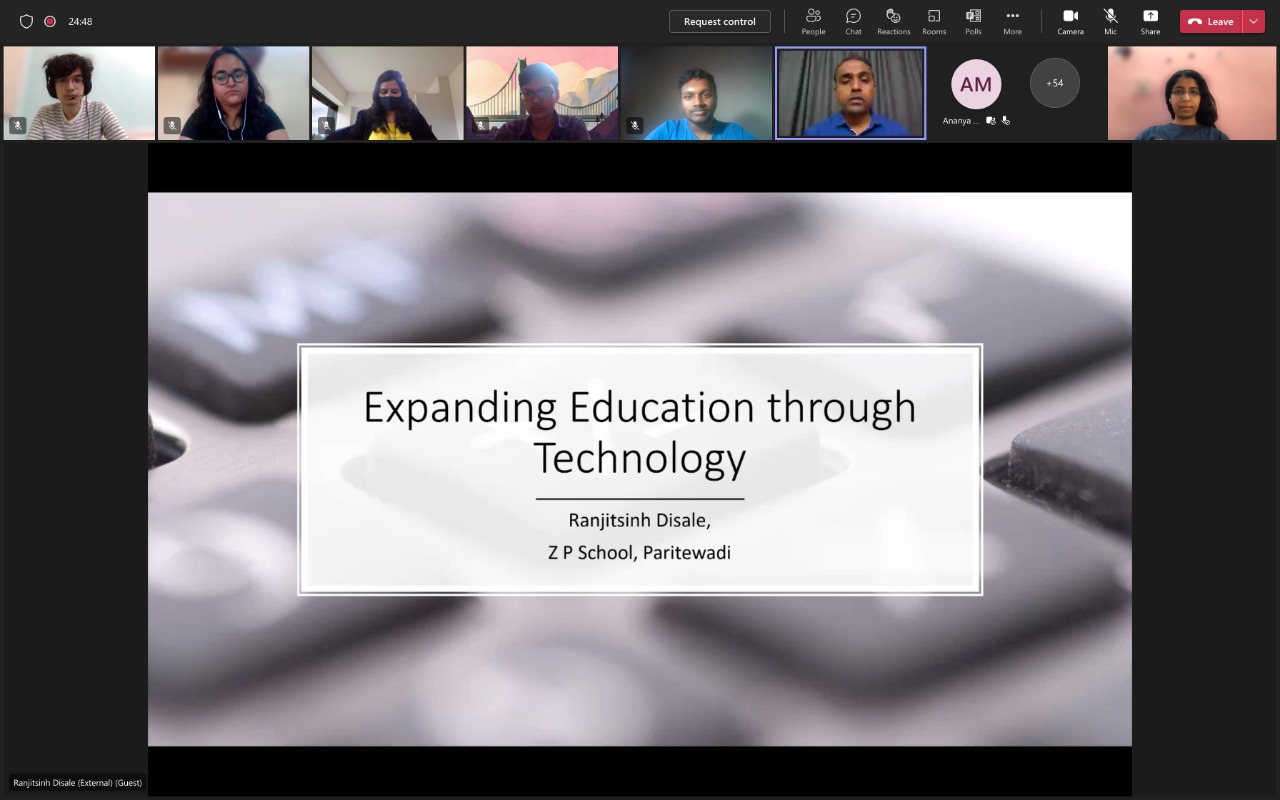 24:48
Request control
People
Chat
Reactions
Rooms
Polls
More
Camera
Mic
Share
Leave
AM
Ananya ...
+54
Expanding Education through
Technology
Ranjitsinh Disale,
Z P School, Paritewadi
Ranjitsinh Disale (External) (Guest)